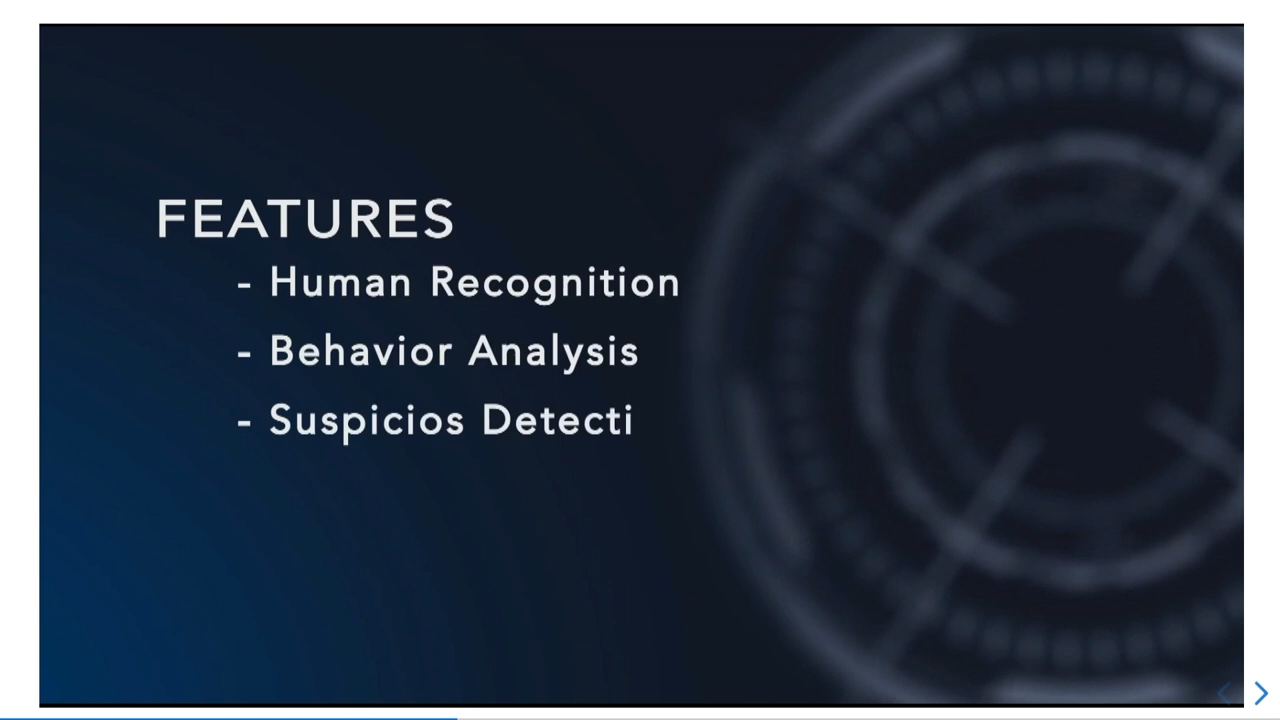 FEATURES
- Human Recognition
- Behavior Analysis
- Suspicios Detecti